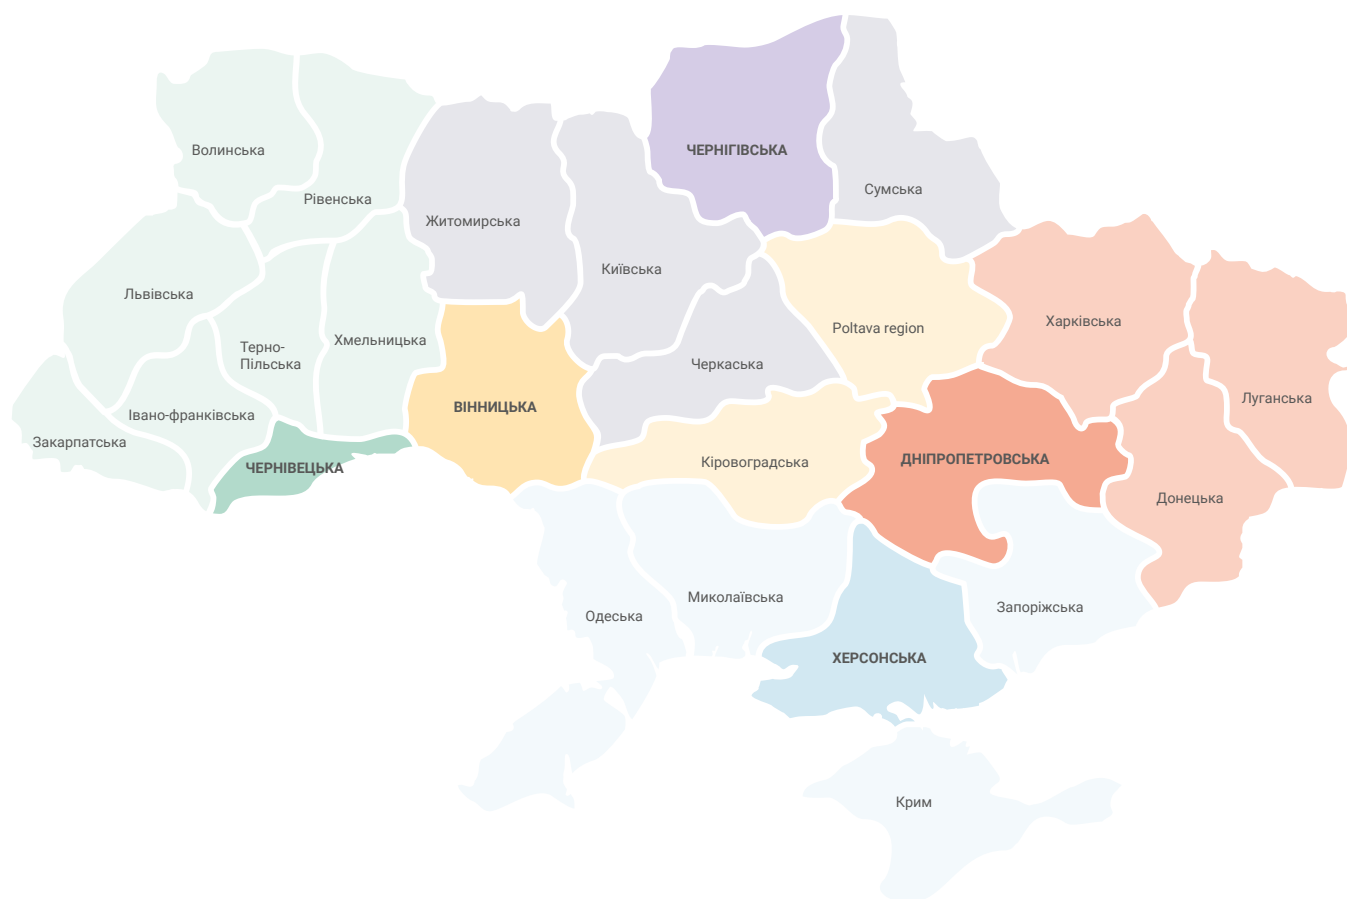 Волинська
ЧЕРНІГІВСЬКА
Сумська
Рівенська
Житомирська
Київська
Львівська
Харківська
Poltava region
Хмельницька
Терно-
Пільська
Черкаська
Луганська
ВІННИЦЬКА
Івано-франківська
Закарпатська
ДНІПРОПЕТРОВСЬКА
Кіровоградська
ЧЕРНІВЕЦЬКА
Донецька
Миколаївська
Запоріжська
Одеська
ХЕРСОНСЬКА
Крим